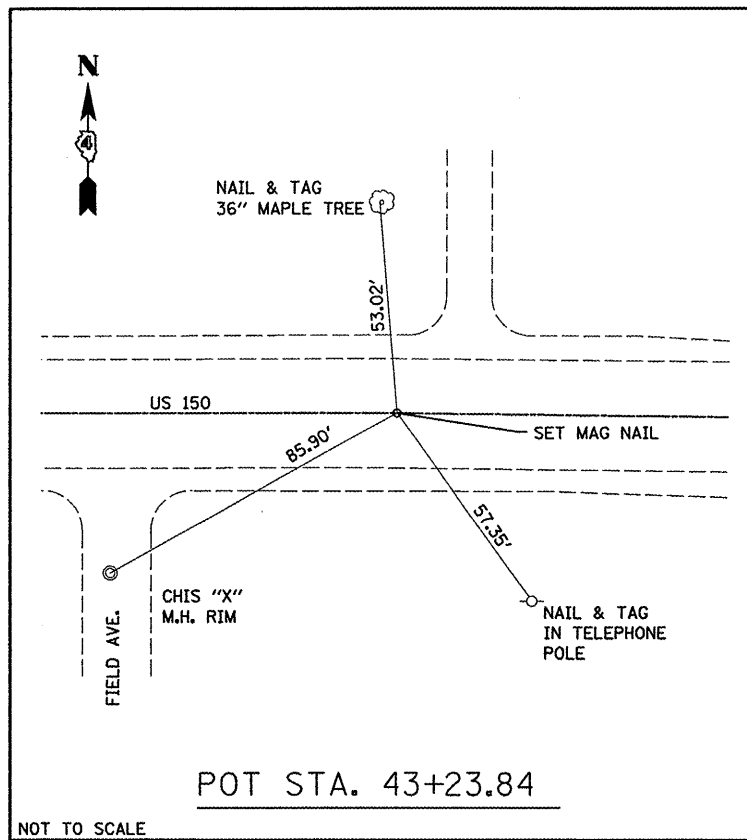 N
4
NAIL & TAG
36" MAPLE TREE
53.02'
US 150
SET MAG NAIL
85.90'
57.35'
CHIS "X"
M.H. RIM
FIELD AVE.
NAIL & TAG
IN TELEPHONE
POLE
POT STA. 43+23.84
NOT TO SCALE